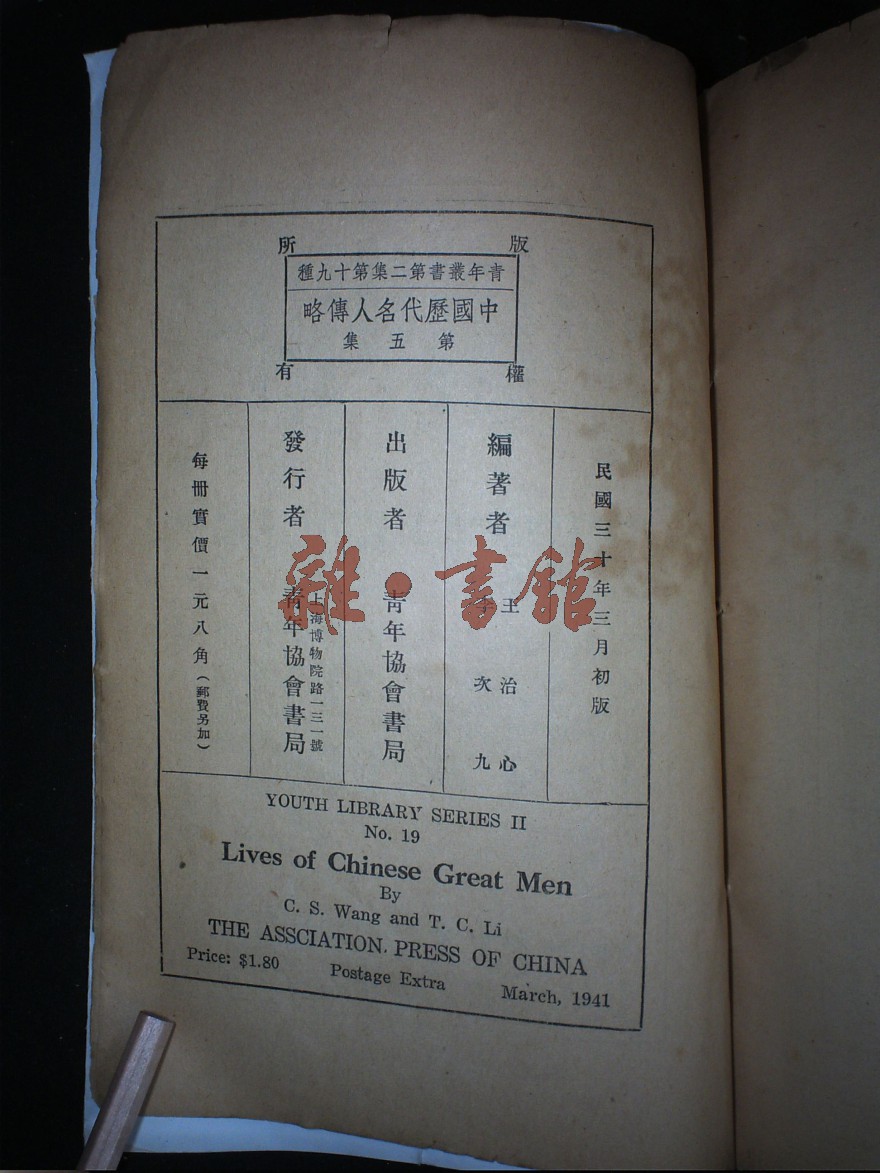 版權
所有
青年叢書第二集第十九種
中國歷代名人傳略
第五集
民國三十年三月初版
編著者 王治心
李次九
出版者 青年協會書局
發行者 上海博物院路一三一號
青年協會書局
每冊實價一元八角(郵費另加)
YOUTH LIBRARY SERIES II
No. 19
Lives of Chinese Great Men
By
C. S. Wang and T. C. Li
THE ASSCIATION. PRESS OF CHINA
Price: $1.80 Postage Extra March, 1941
雜·書館